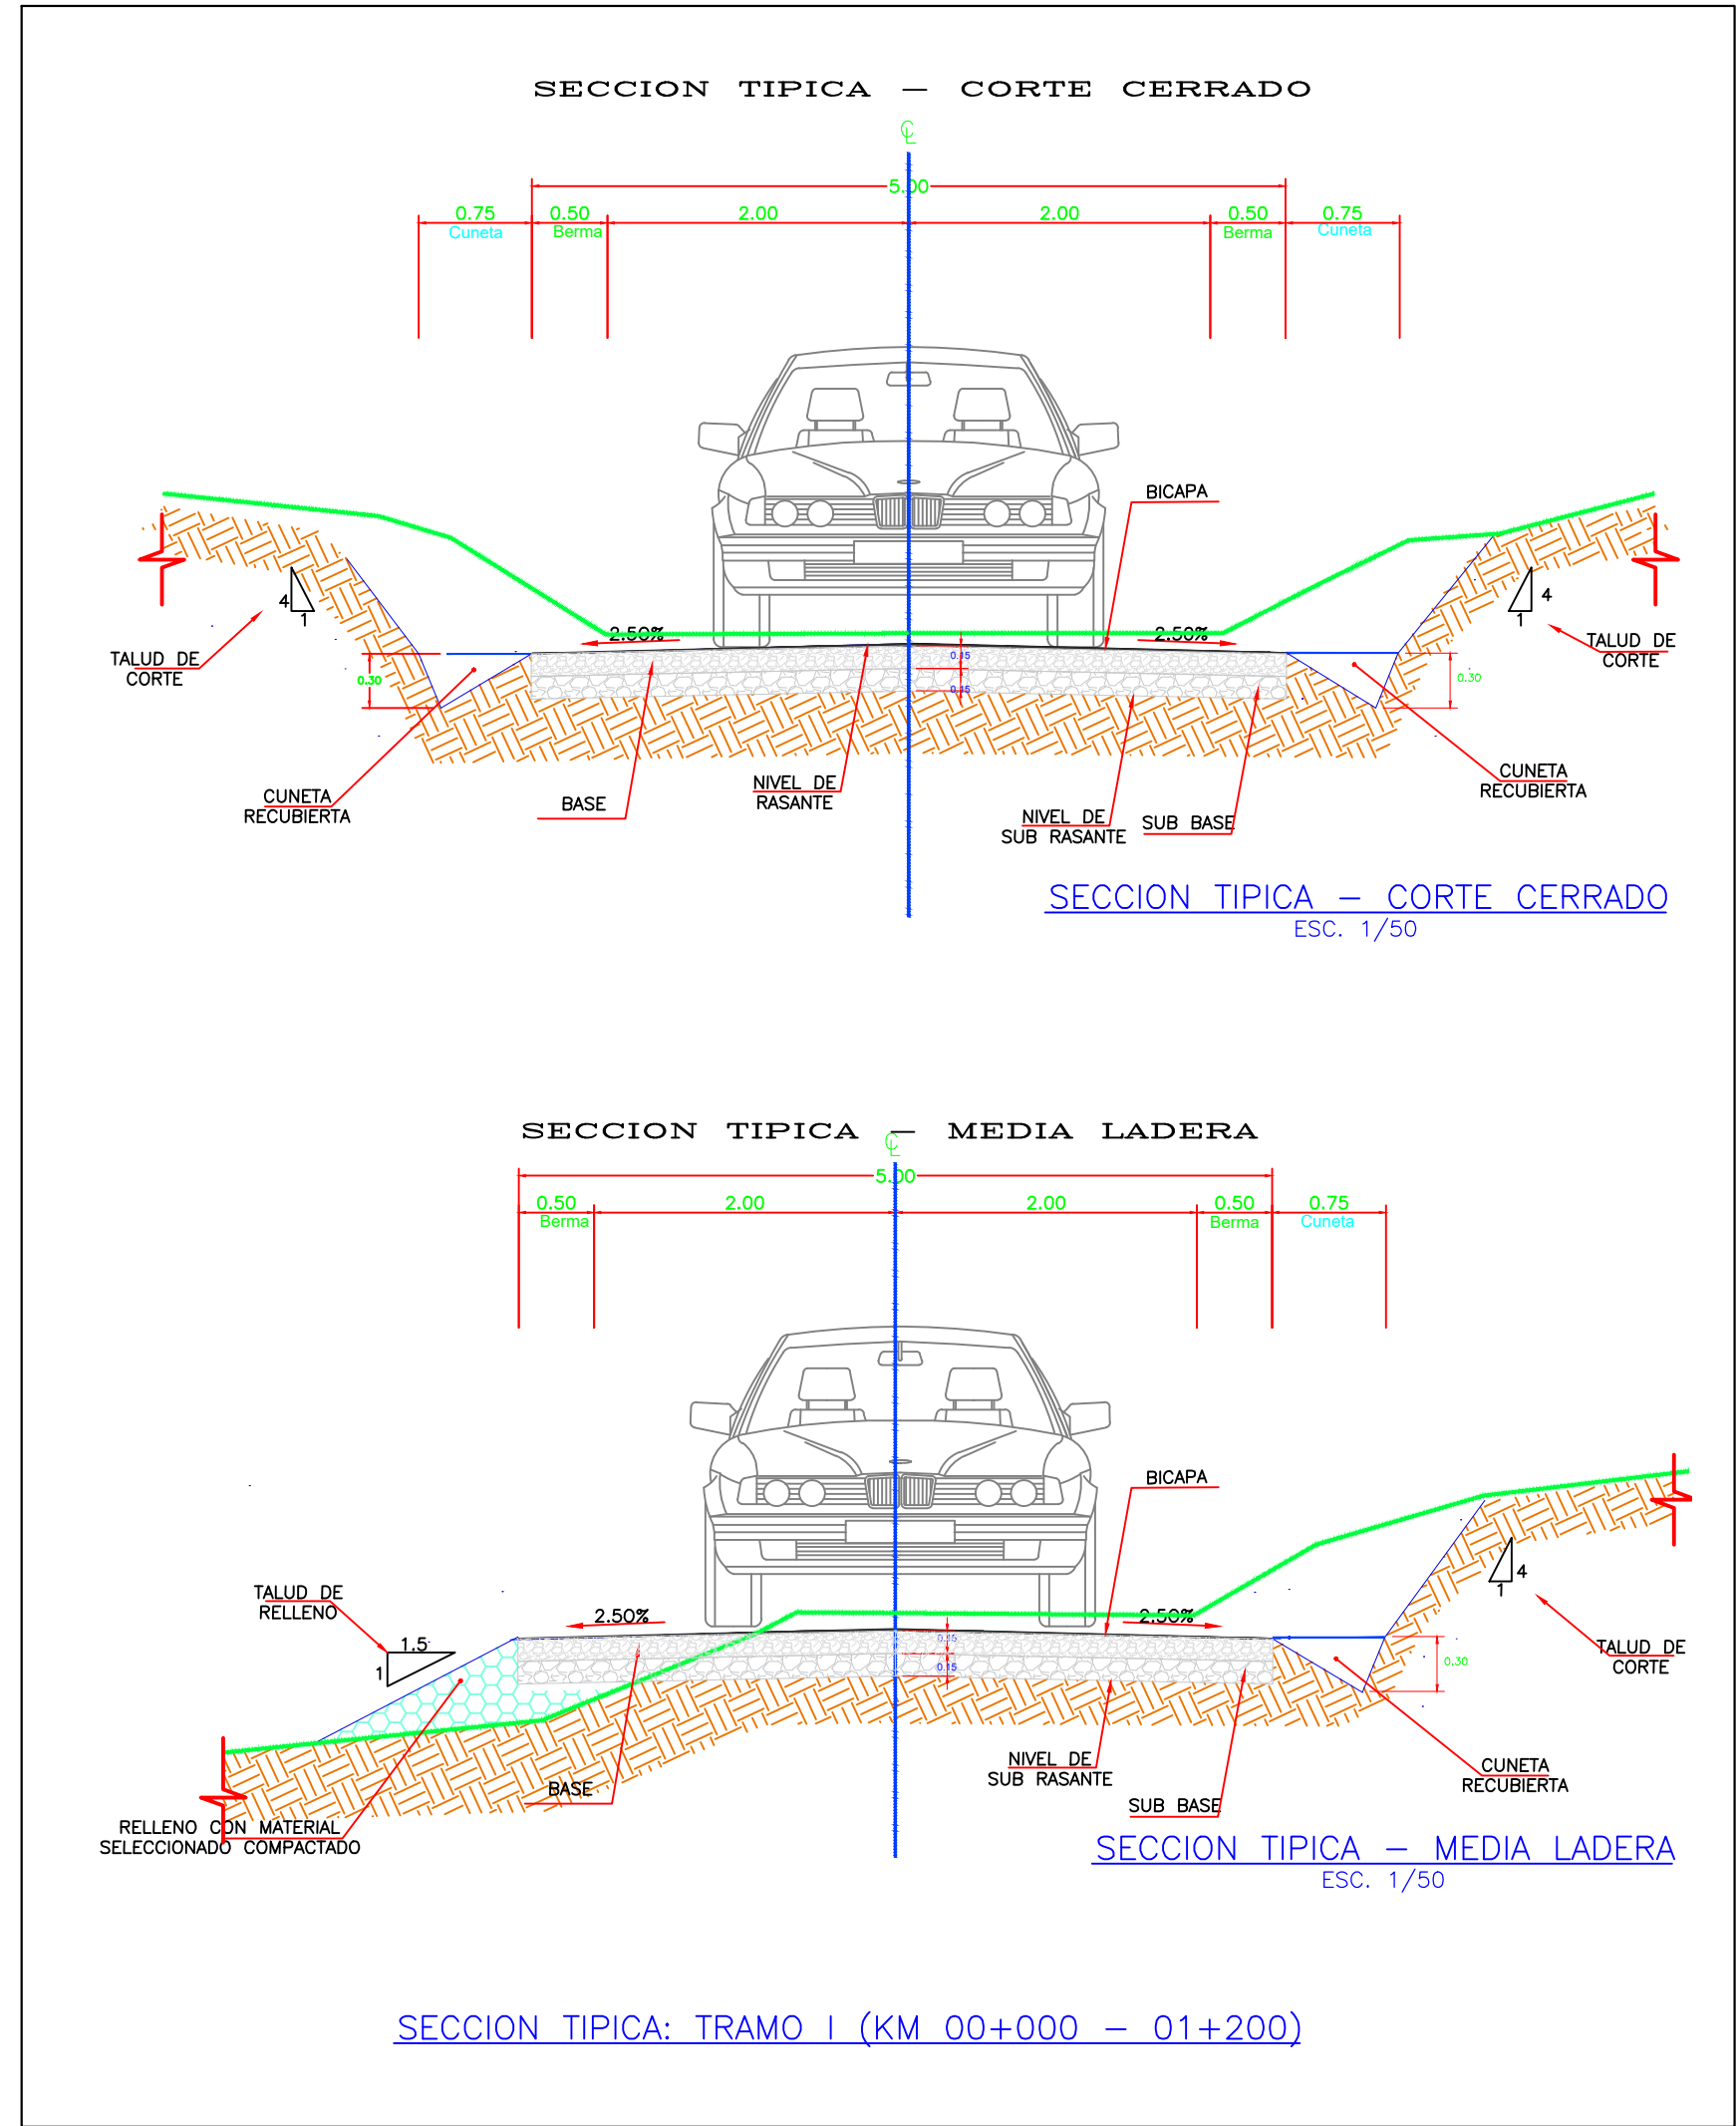 SECCION TIPICA — CORTE CERRADO
℄
5.00
0.75 0.50 2.00 2.00 0.50 0.75
Cuneta Berma Berma Cuneta
BICAPA
4
1
4
1
2.50% 2.50%
TALUD DE
CORTE
TALUD DE
CORTE
0.15
0.30
0.15
0.30
CUNETA
RECUBIERTA
BASE
NIVEL DE
RASANTE
NIVEL DE
SUB RASANTE
SUB BASE
CUNETA
RECUBIERTA
SECCION TIPICA — CORTE CERRADO
ESC. 1/50
SECCION TIPICA — MEDIA LADERA
℄
5.00
0.50 2.00 2.00 0.50 0.75
Berma Berma Cuneta
BICAPA
4
1
TALUD DE
RELLENO
1.5
1
2.50% 2.50%
TALUD DE
CORTE
0.15
0.15
0.30
NIVEL DE
SUB RASANTE
BASE
SUB BASE
CUNETA
RECUBIERTA
RELLENO CON MATERIAL
SELECCIONADO COMPACTADO
SECCION TIPICA — MEDIA LADERA
ESC. 1/50
SECCION TIPICA: TRAMO I (KM 00+000 — 01+200)